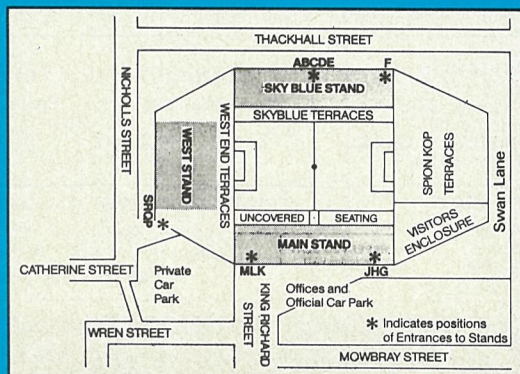 THACKHALL STREET
NICHOLLS STREET
ABCDE
F
*
*
SKY BLUE STAND
SKYBLUE TERRACES
WEST STAND
WEST END TERRACES
SPION KOP
TERRACES
Swan Lane
SRQP
*
UNCOVERED
SEATING
VISITORS
ENCLOSURE
MAIN STAND
*
*
MLK
JHG
CATHERINE STREET
Private
Car
Park
KING RICHARD
STREET
Offices and
Official Car Park
WREN STREET
* Indicates positions
of Entrances to Stands
MOWBRAY STREET